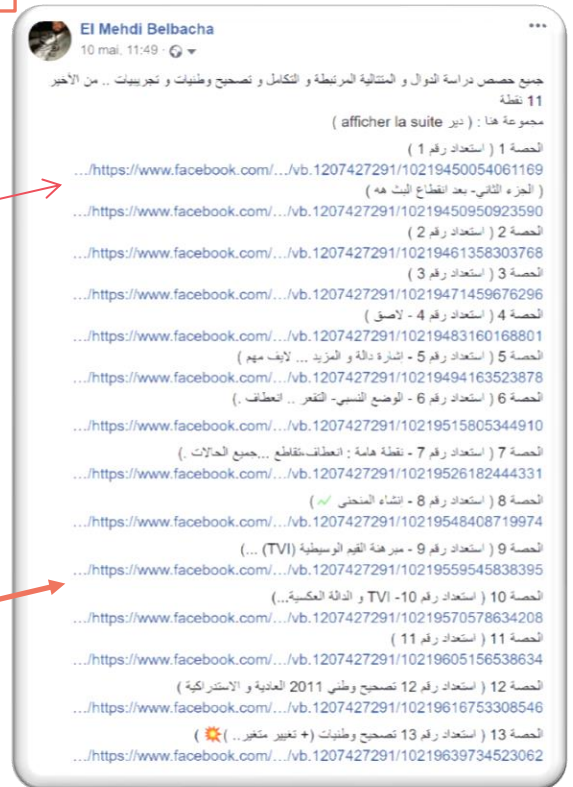 El Mehdi Belbacha
10 mai, 11:49
جميع حصص دراسة الدوال و المتتالية المرتبطة و التكامل و تصحيح وطنيات و تجريبيات .. من الأخير
11 نقطة
مجموعة هنا : ( دير afficher la suite )
الحصة 1 ( استعداد رقم 1 )
https://www.facebook.com/…/vb.1207427291/10219450054061169/…
( الجزء الثاني- بعد انقطاع البث هه )
https://www.facebook.com/…/vb.1207427291/10219450950923590/…
الحصة 2 ( استعداد رقم 2 )
https://www.facebook.com/…/vb.1207427291/10219461358303768/…
الحصة 3 ( استعداد رقم 3 )
https://www.facebook.com/…/vb.1207427291/10219471459676296/…
الحصة 4 ( استعداد رقم 4 - لاصق )
https://www.facebook.com/…/vb.1207427291/10219483160168801/…
الحصة 5 ( استعداد رقم 5 - إشارة دالة و المزيد ... لايف مهم )
https://www.facebook.com/…/vb.1207427291/10219494163523878/…
الحصة 6 ( استعداد رقم 6 - الوضع النسبي- التقعر .. انعطاف .)
https://www.facebook.com/…/vb.1207427291/10219515805344910/…
الحصة 7 ( استعداد رقم 7 - نقطة هامة : انعطاف،تقاطع ...جميع الحالات .)
https://www.facebook.com/…/vb.1207427291/10219526182444331/…
الحصة 8 ( استعداد رقم 8 - إنشاء المنحنى )
https://www.facebook.com/…/vb.1207427291/10219548408719974/…
الحصة 9 ( استعداد رقم 9 - مبرهنة القيم الوسيطية (TVI) ...)
https://www.facebook.com/…/vb.1207427291/10219559545838395/…
الحصة 10 ( استعداد رقم 10- TVI و الدالة العكسية...)
https://www.facebook.com/…/vb.1207427291/10219570578634208/…
الحصة 11 ( استعداد رقم 11 )
https://www.facebook.com/…/vb.1207427291/10219605156538634/…
الحصة 12 ( استعداد رقم 12 تصحيح وطني 2011 العادية و الاستدراكية )
https://www.facebook.com/…/vb.1207427291/10219616753308546/…
الحصة 13 ( استعداد رقم 13 تصحيح وطنيات (+ تغيير متغير.. )💥 )
https://www.facebook.com/…/vb.1207427291/10219639734523062/…